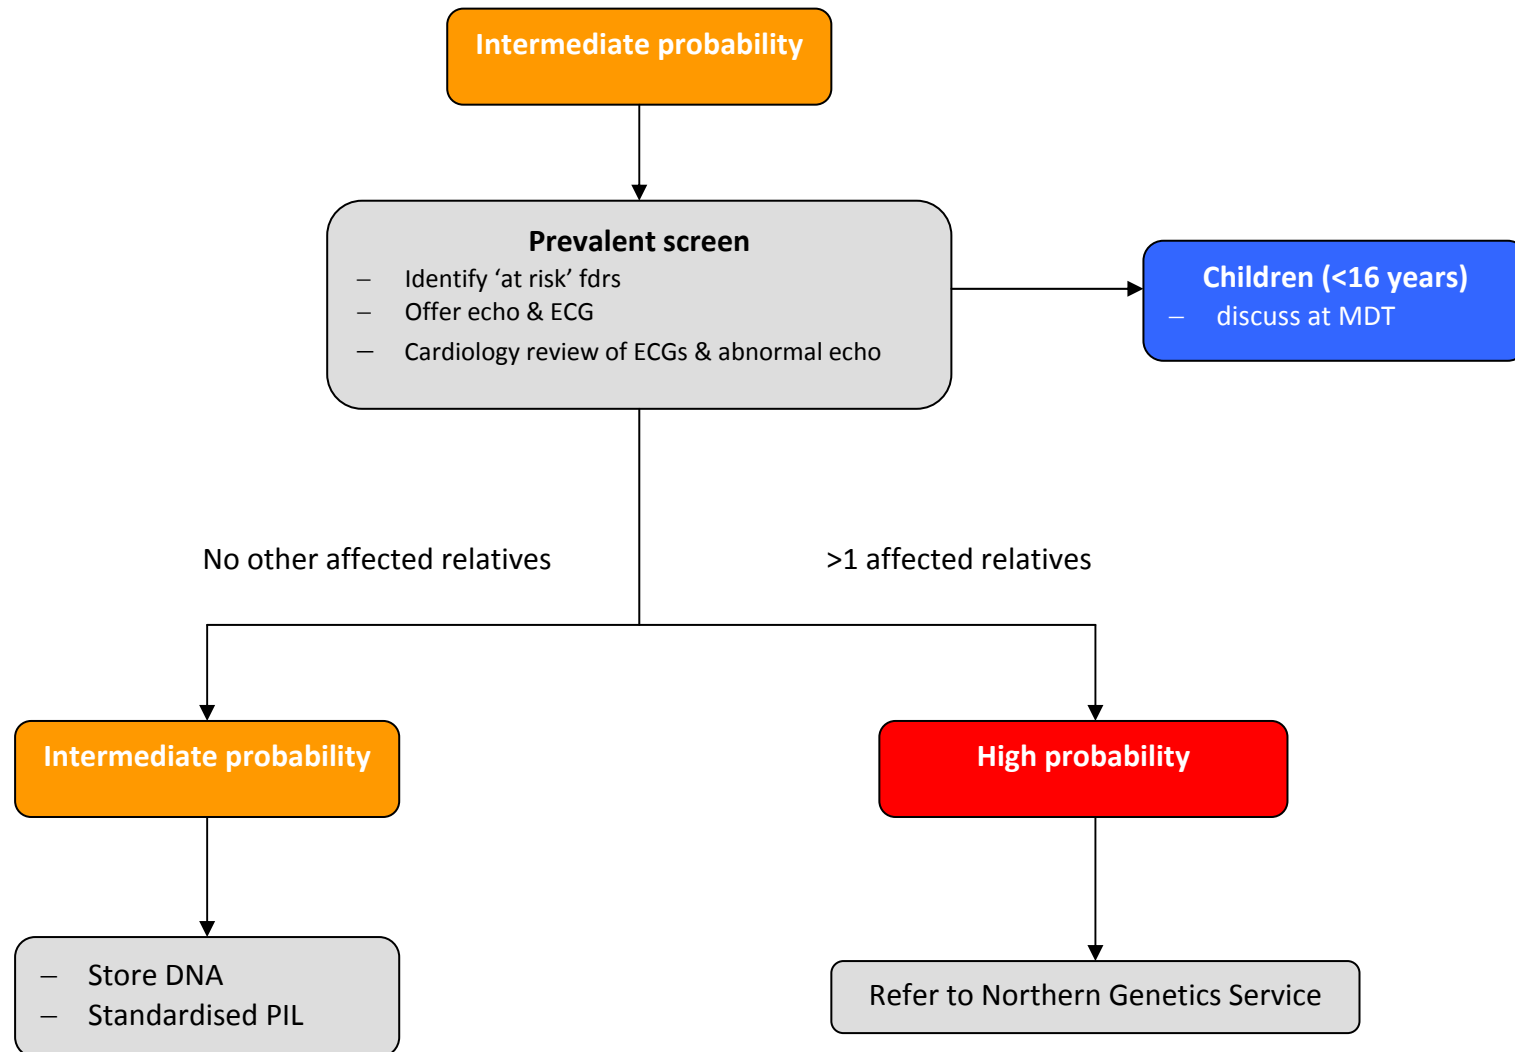 Intermediate probability
Prevalent screen
– Identify ‘at risk’ fdrs
– Offer echo & ECG
– Cardiology review of ECGs & abnormal echo
Children (<16 years)
– discuss at MDT
No other affected relatives
>1 affected relatives
Intermediate probability
High probability
– Store DNA
– Standardised PIL
Refer to Northern Genetics Service